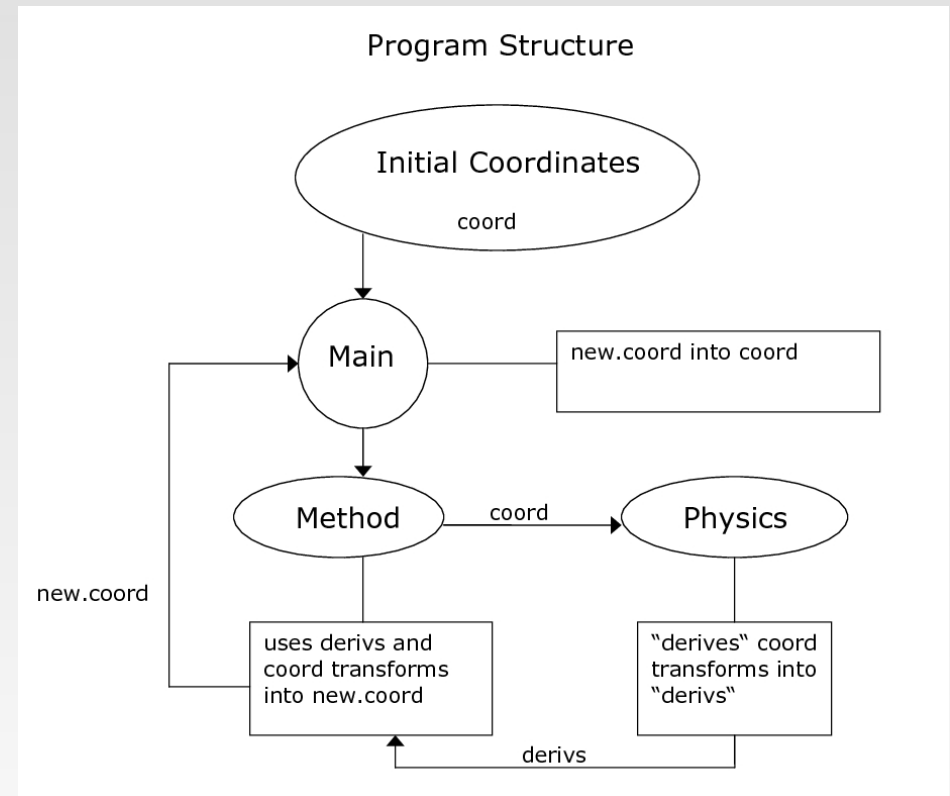 Program Structure
Initial Coordinates
coord
Main
new.coord into coord
Method
coord
Physics
new.coord
uses derivs and
coord transforms
into new.coord
“derives“ coord
transforms into
“derivs“
derivs